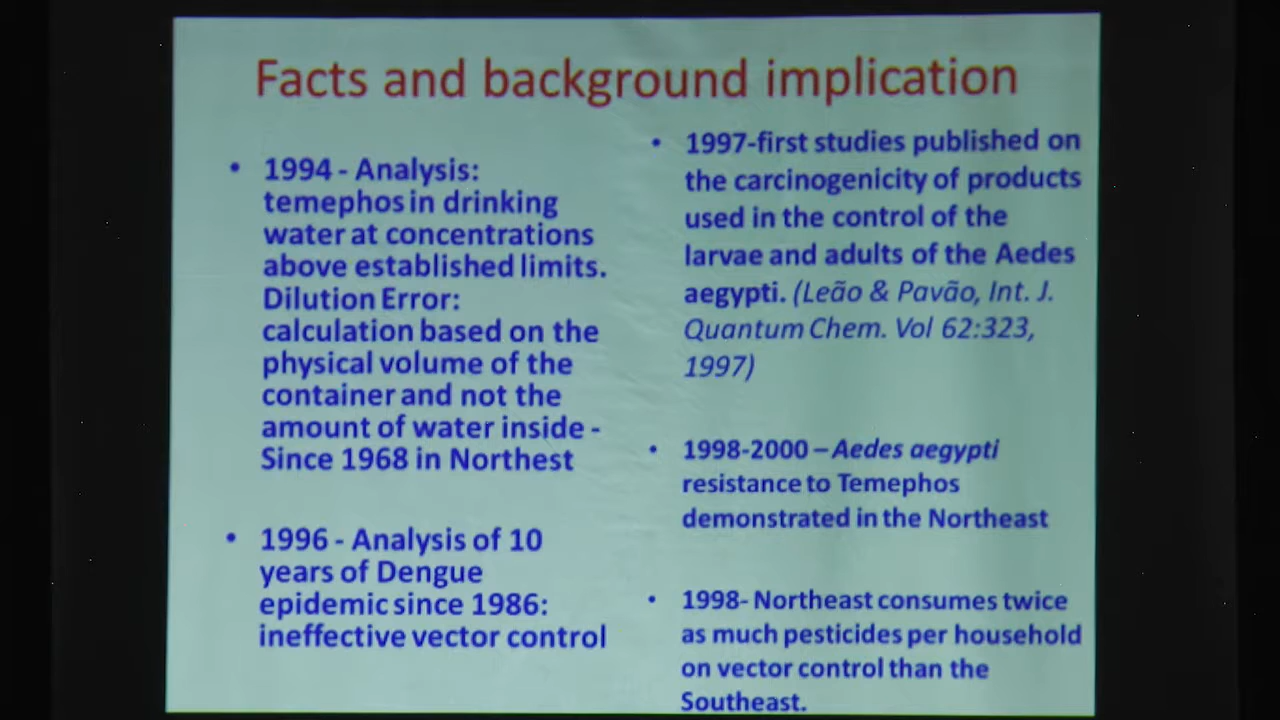 Facts and background implication
• 1994 - Analysis:
temephos in drinking
water at concentrations
above established limits.
Dilution Error:
calculation based on the
physical volume of the
container and not the
amount of water inside -
Since 1968 in Northest
• 1996 - Analysis of 10
years of Dengue
epidemic since 1986:
ineffective vector control
• 1997-first studies published on
the carcinogenicity of products
used in the control of the
larvae and adults of the Aedes
aegypti. (Leão & Pavão, Int. J.
Quantum Chem. Vol 62:323,
1997)
• 1998-2000 – Aedes aegypti
resistance to Temephos
demonstrated in the Northeast
• 1998- Northeast consumes twice
as much pesticides per household
on vector control than the
Southeast.